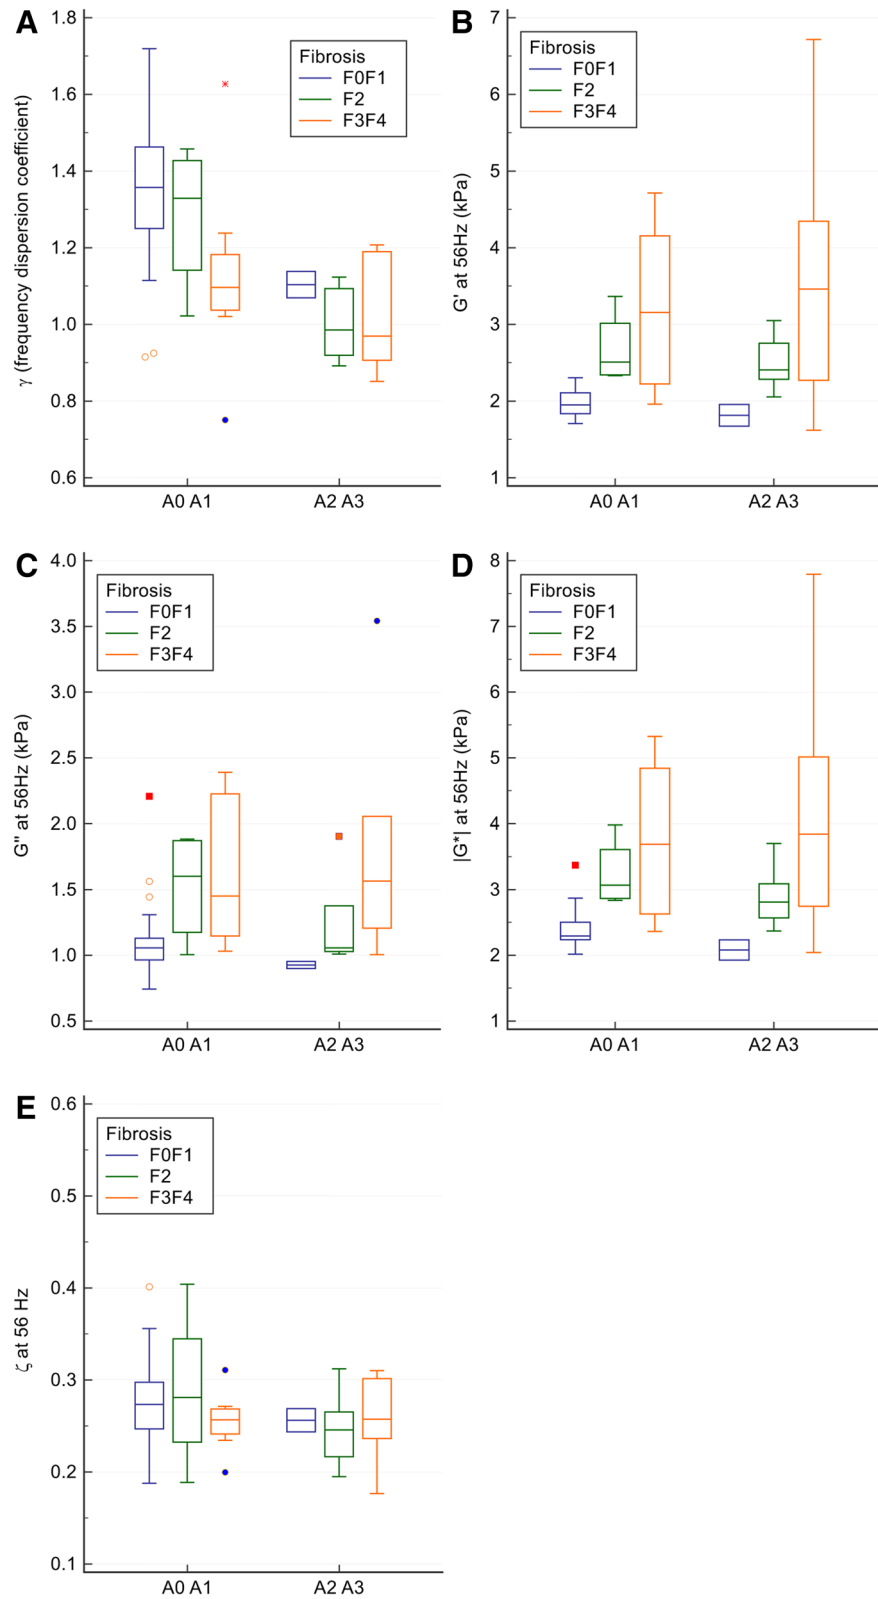 A
γ (frequency dispersion coefficient)
1.8
1.6
1.4
1.2
1.0
0.8
0.6
Fibrosis
F0F1
F2
F3F4
A0 A1
A2 A3
B
G' at 56Hz (kPa)
7
6
5
4
3
2
1
Fibrosis
F0F1
F2
F3F4
A0 A1
A2 A3
C
G'' at 56Hz (kPa)
4.0
3.5
3.0
2.5
2.0
1.5
1.0
0.5
Fibrosis
F0F1
F2
F3F4
A0 A1
A2 A3
D
|G*| at 56Hz (kPa)
8
7
6
5
4
3
2
1
Fibrosis
F0F1
F2
F3F4
A0 A1
A2 A3
E
ζ at 56 Hz
0.6
0.5
0.4
0.3
0.2
0.1
Fibrosis
F0F1
F2
F3F4
A0 A1
A2 A3